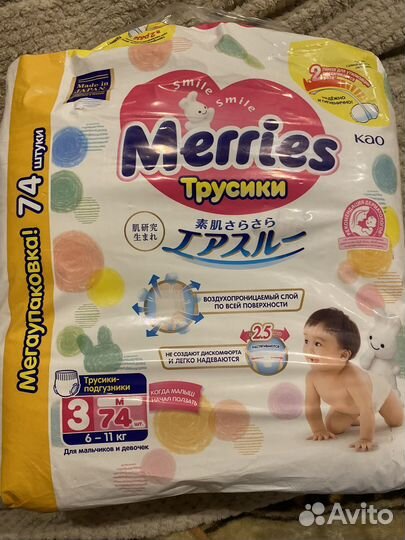 Made in
JAPAN
Smile Smile
Merries
Трусики
Kao
肌研究
生まれ
素肌さらさら
エアスルー
Мегаупаковка! 74 штуки
ВОЗДУХОПРОНИЦАЕМЫЙ СЛОЙ
ПО ВСЕЙ ПОВЕРХНОСТИ
2.5
НЕ СОЗДАЮТ ДИСКОМФОРТА
И ЛЕГКО НАДЕВАЮТСЯ
РАСТЯГИВАЮТСЯ
Трусики-
подгузники
3
M
74
шт.
6 – 11 кг
КОГДА МАЛЫШ
НАЧАЛ ПОЛЗАТЬ
Для мальчиков и девочек
Avito